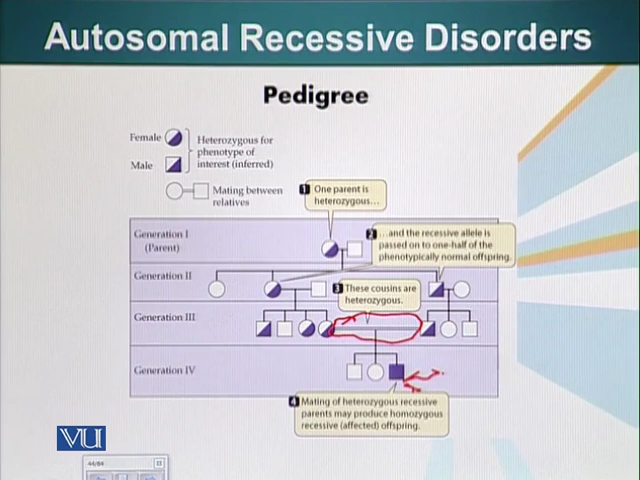 Autosomal Recessive Disorders
Pedigree
Female
Male
Heterozygous for
phenotype of
interest (inferred)
Mating between
relatives
1 One parent is
heterozygous...
Generation I
(Parent)
2 ...and the recessive allele is
passed on to one-half of the
phenotypically normal offspring.
Generation II
3 These cousins are
heterozygous.
Generation III
Generation IV
4 Mating of heterozygous recessive
parents may produce homozygous
recessive (affected) offspring.
VU
44/84